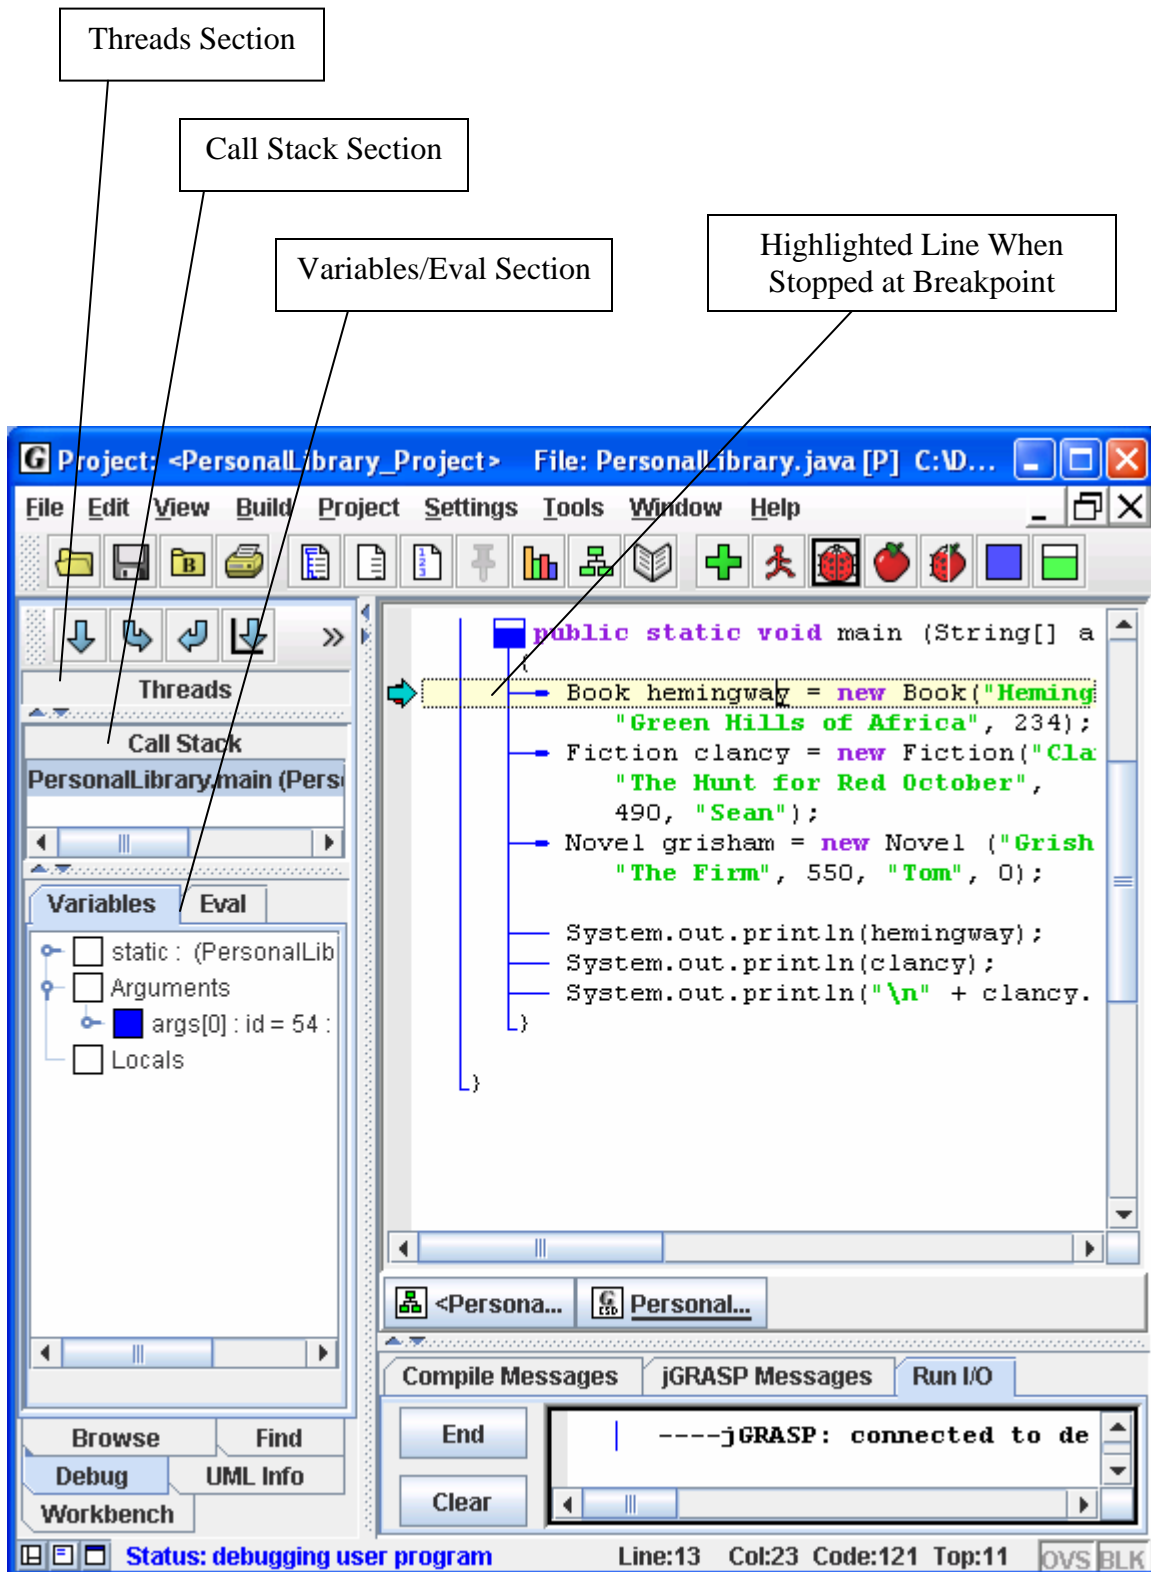 Threads Section
Call Stack Section
Variables/Eval Section
Highlighted Line When
Stopped at Breakpoint
Project: <PersonalLibrary_Project> File: PersonalLibrary.java [P] C:\D...
File Edit View Build Project Settings Tools Window Help
Threads
Call Stack
PersonalLibrary.main (Pers
Variables Eval
static : (PersonalLib
Arguments
args[0] : id = 54 :
Locals
public static void main (String[] a
{
Book hemingway = new Book("Heming
"Green Hills of Africa", 234);
Fiction clancy = new Fiction("Cla
"The Hunt for Red October",
490, "Sean");
Novel grisham = new Novel ("Grish
"The Firm", 550, "Tom", 0);
System.out.println(hemingway);
System.out.println(clancy);
System.out.println("\n" + clancy.
}
}
<Persona... Personal...
Compile Messages jGRASP Messages Run I/O
End
Clear
----jGRASP: connected to de
Browse Find
Debug UML Info
Workbench
Status: debugging user program Line:13 Col:23 Code:121 Top:11 OVS BLK